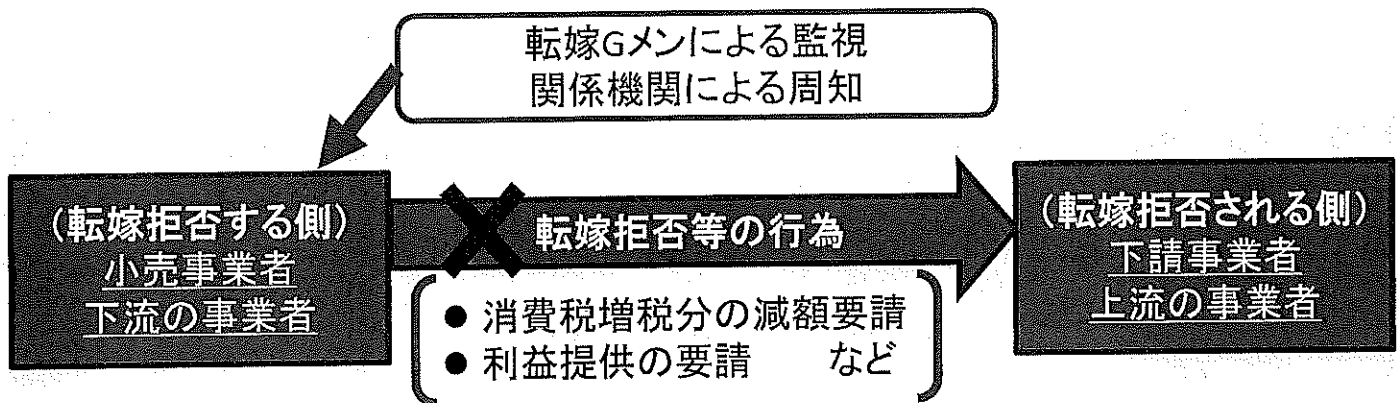 転嫁Gメンによる監視
関係機関による周知
(転嫁拒否する側)
小売事業者
下流の事業者
転嫁拒否等の行為
● 消費税増税分の減額要請
● 利益提供の要請 など
(転嫁拒否される側)
下請事業者
上流の事業者